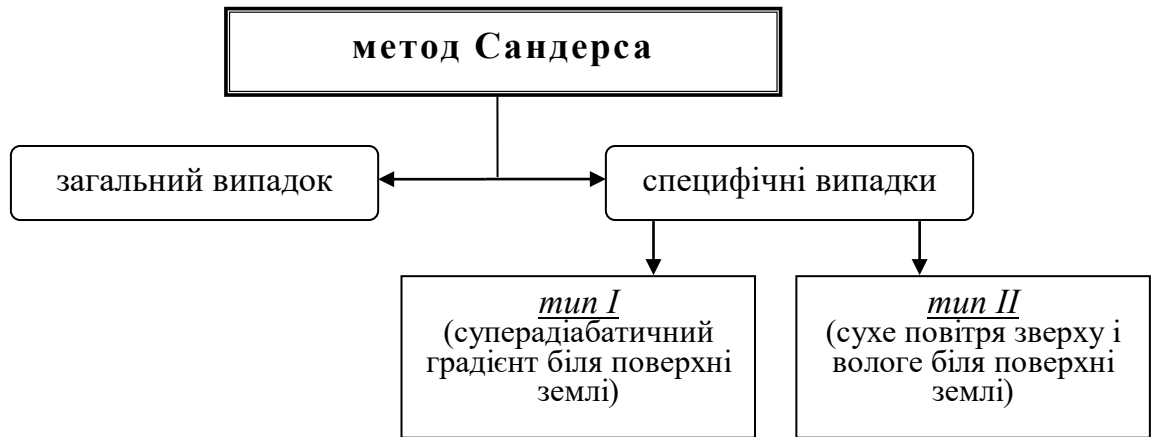 метод Сандерса
загальний випадок
специфічні випадки
тип I
(суперадіабатичний
градієнт біля поверхні
землі)
тип II
(сухе повітря зверху і
вологе біля поверхні
землі)